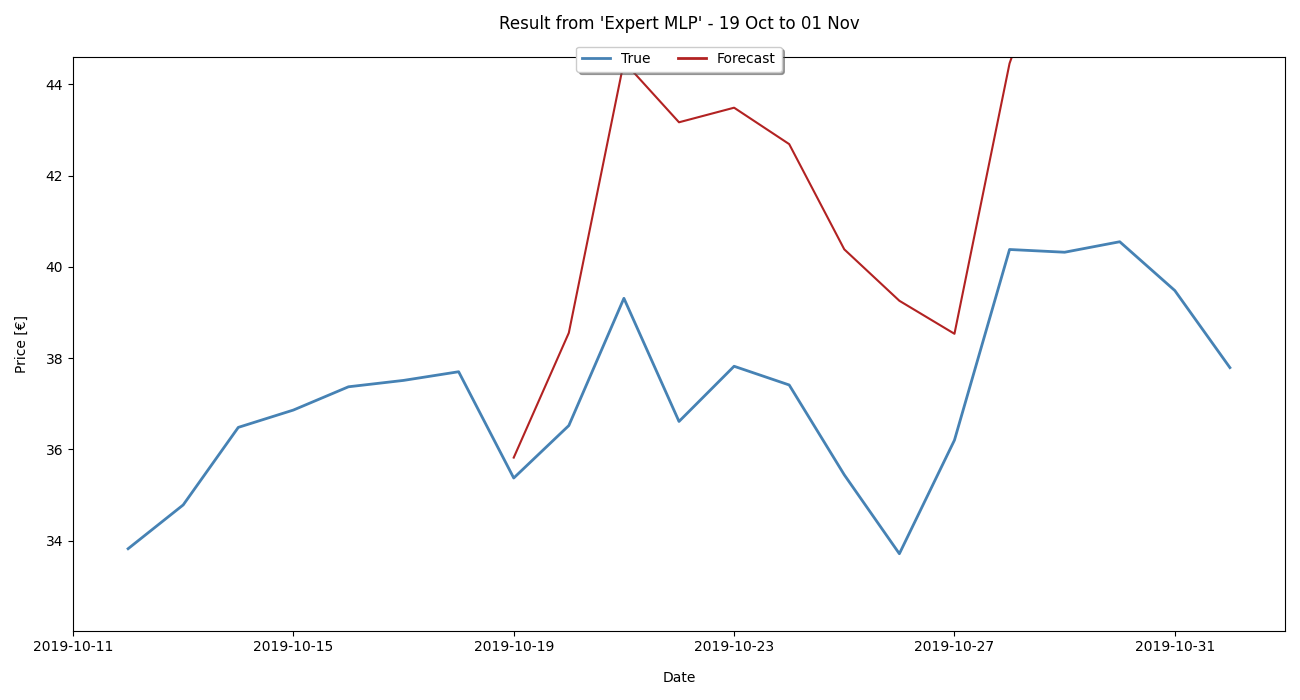 Result from 'Expert MLP' - 19 Oct to 01 Nov
True Forecast
44
42
40
38
36
34
Price [€]
2019-10-11 2019-10-15 2019-10-19 2019-10-23 2019-10-27 2019-10-31
Date